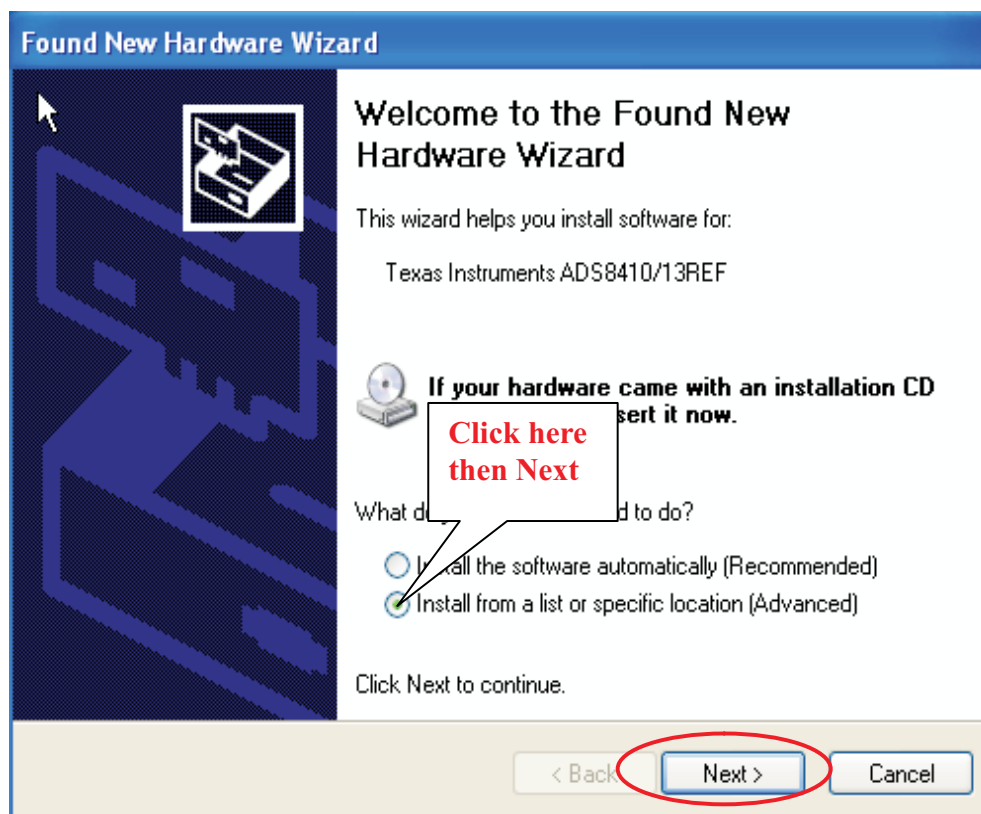 Found New Hardware Wizard
Welcome to the Found New
Hardware Wizard
This wizard helps you install software for:
Texas Instruments ADS8410/13REF
If your hardware came with an installation CD
sert it now.
Click here
then Next
What d to do?
Install the software automatically (Recommended)
Install from a list or specific location (Advanced)
Click Next to continue.
< Back
Next >
Cancel